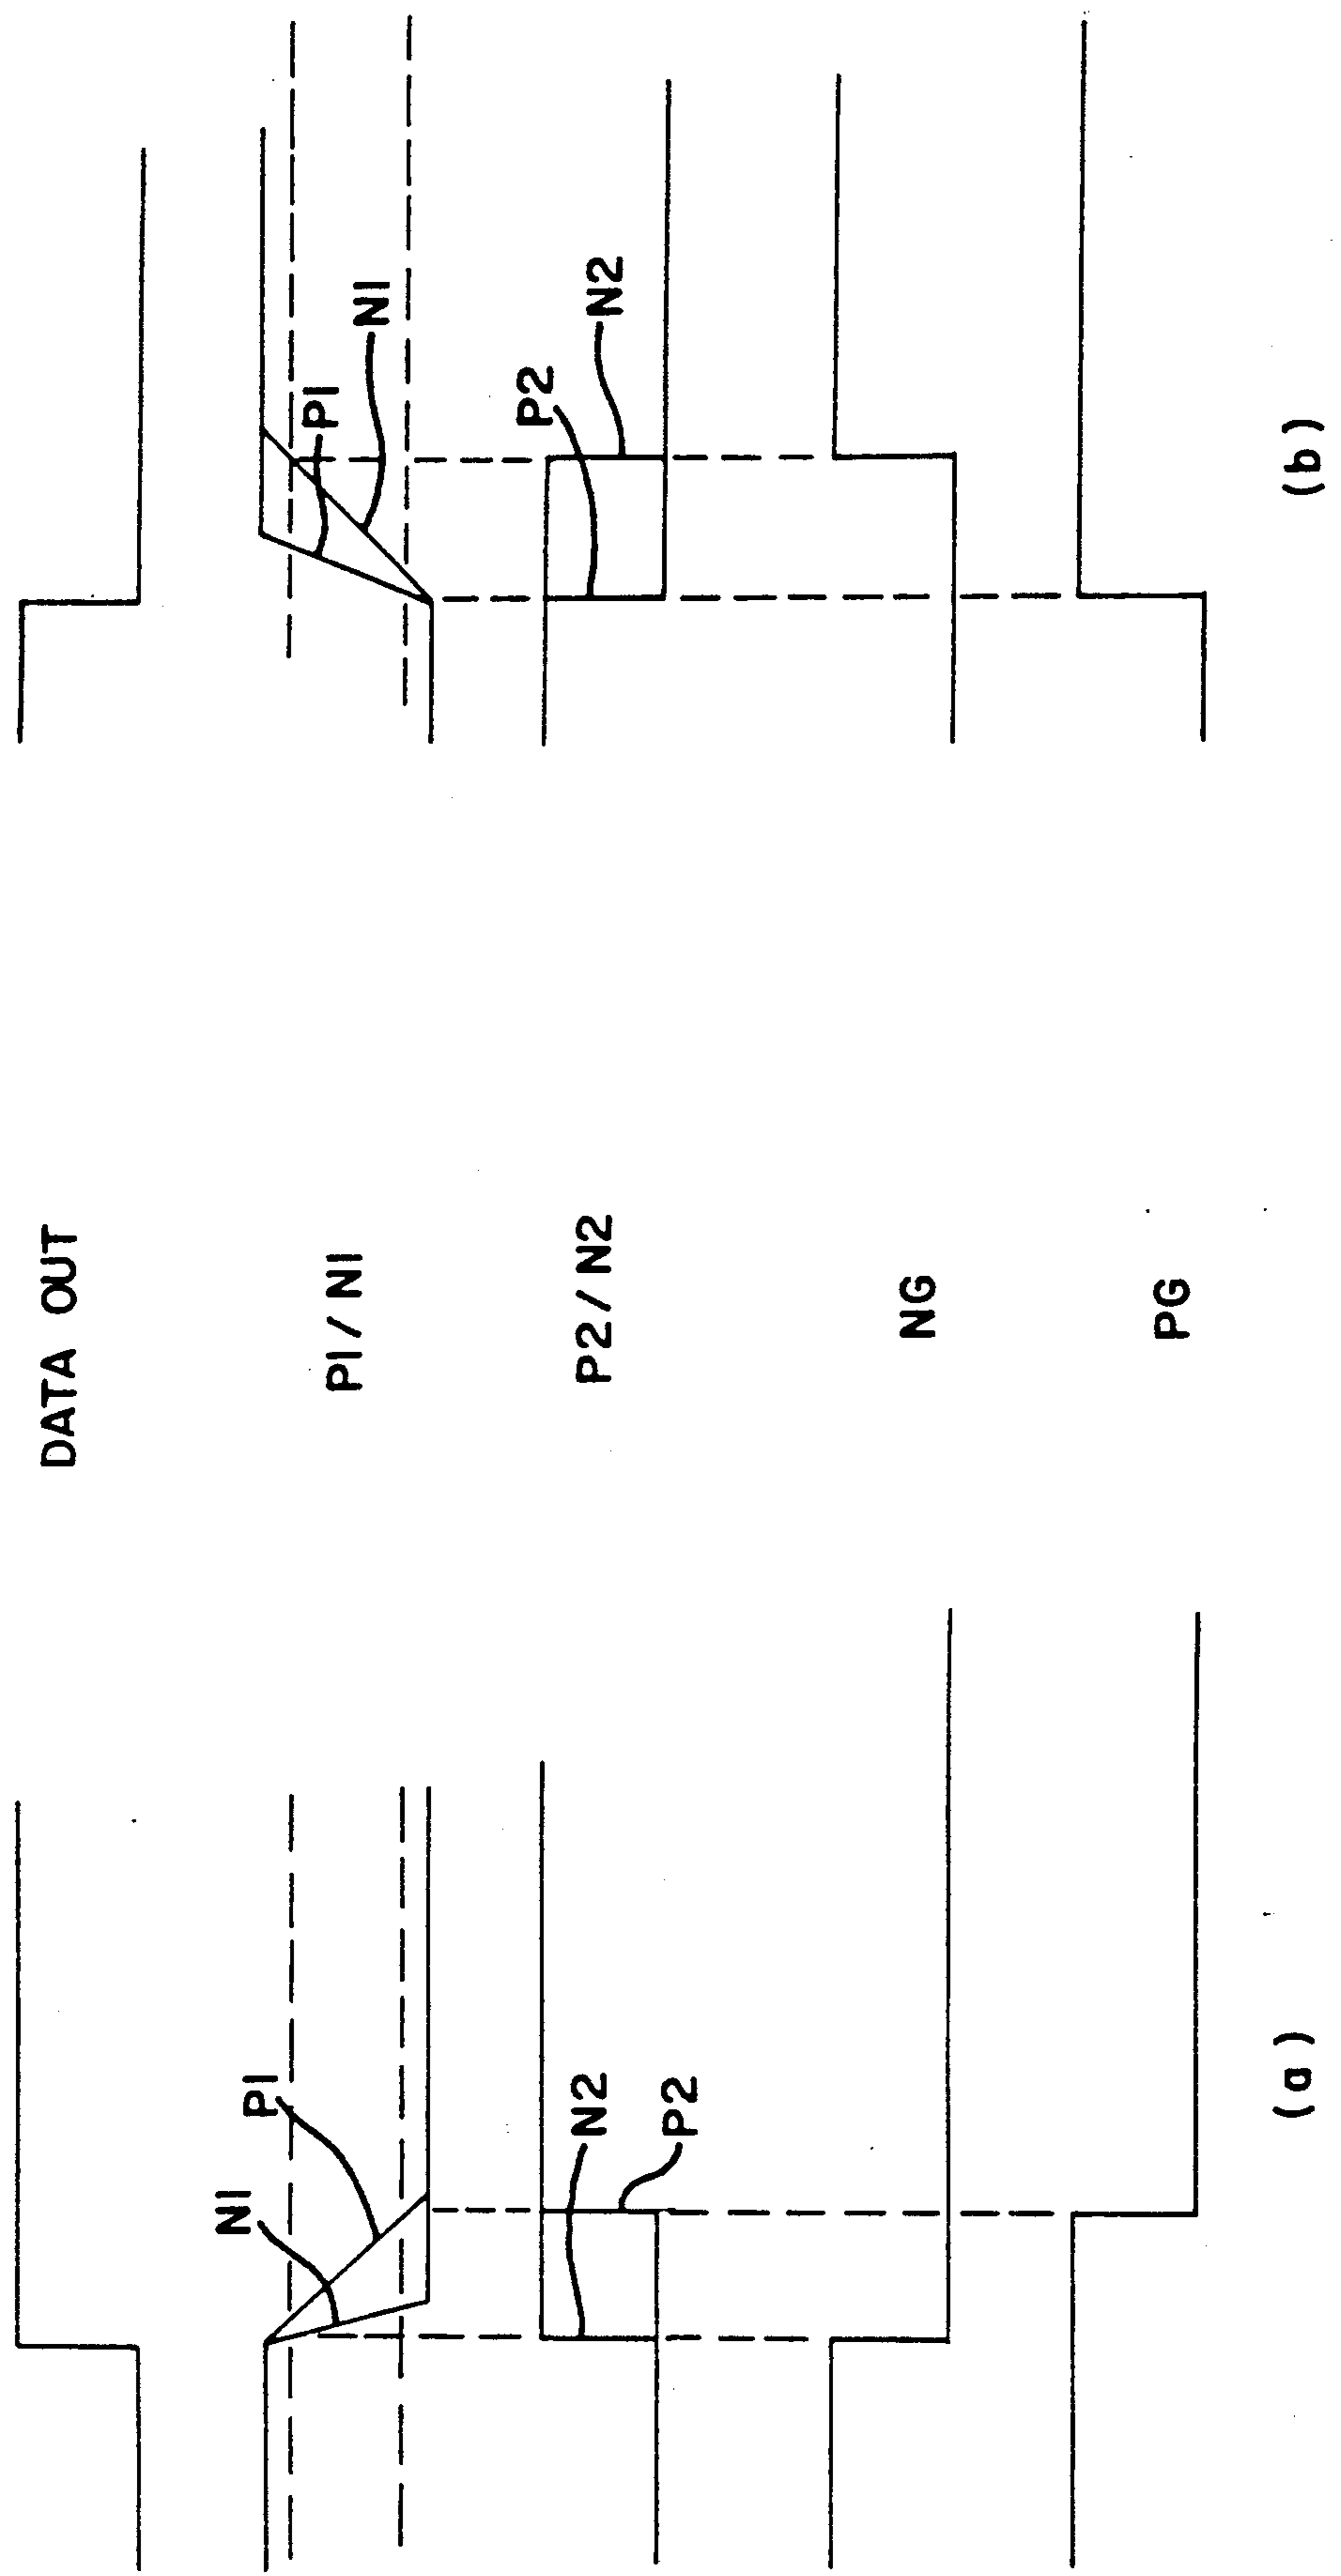 N1
P1
N2
P2
(a)
DATA OUT
P1/N1
P2/N2
NG
PG
P1
N1
P2
N2
(b)